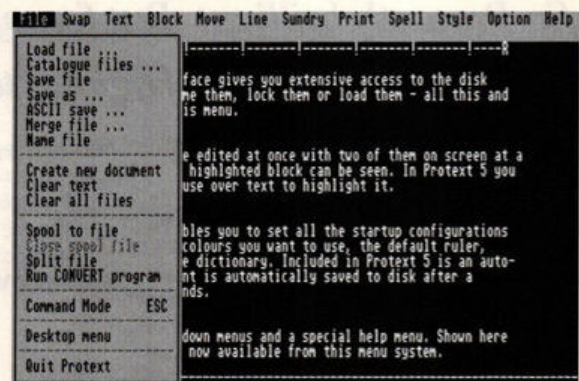 File Swap Text Block Move Line Sundry Print Spell Style Option Help
Load file ...
Catalogue files ...
Save file
Save as ...
ASCII save ...
Merge file ...
Name file
Create new document
Clear text
Clear all files
Spool to file
Close spool file
Split file
Run CONVERT program
Command Mode ESC
Desktop menu
Quit Protext
!-------!-------!-------!-------!----R
face gives you extensive access to the disk
me them, lock them or load them - all this and
is menu.
e edited at once with two of them on screen at a
highlghted block can be seen. In Protext 5 you
use over text to highlight it.
bles you to set all the startup configurations
colours you want to use, the default ruler,
e dictionary. Included in Protext 5 is an auto-
nt is automatically saved to disk after a
nds.
down menus and a special help menu. Shown here
now available from this menu system.